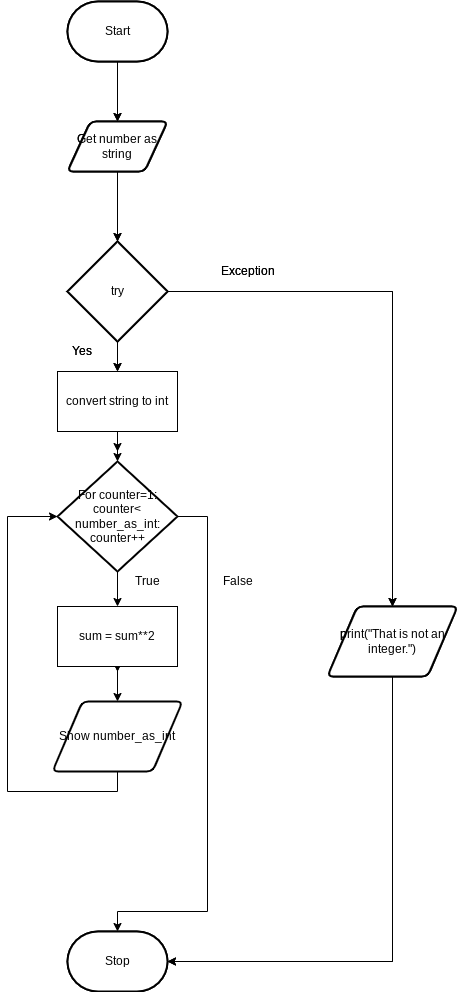 Start
Get number as
string
try
Exception
Yes
convert string to int
For counter=1:
counter<
number_as_int:
counter++
True
False
sum = sum**2
print("That is not an
integer.")
Show number_as_int
Stop